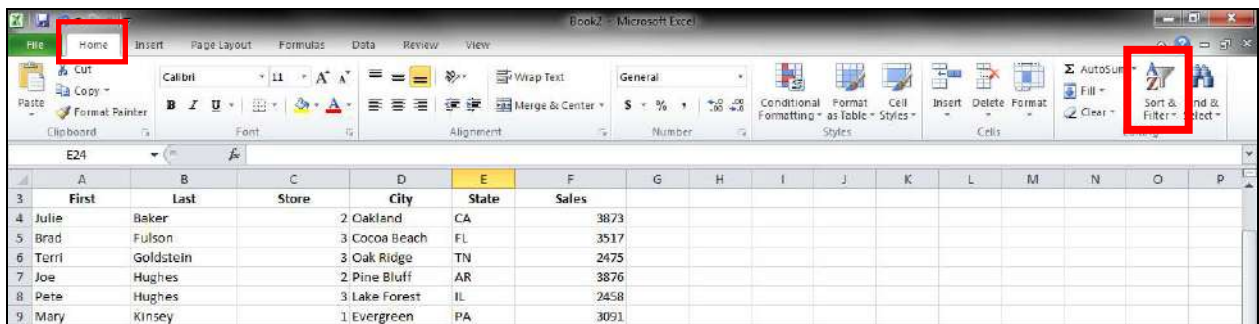 Book2 - Microsoft Excel
File Home Insert Page Layout Formulas Data Review View
Cut
Copy
Format Painter
Paste
Clipboard
Calibri 11 A A
B I U A
Font
Wrap Text
Merge & Center
Alignment
General
$ % , .00 .00
Number
Conditional Formatting
Format as Table
Cell Styles
Styles
Insert Delete Format
Cells
Σ AutoSum
Fill
Clear
Sort & Filter
& Select
E24 fx
A B C D E F G H I J K L M N O P
3 First Last Store City State Sales
4 Julie Baker 2 Oakland CA 3873
5 Brad Fulson 3 Cocoa Beach FL 3517
6 Terri Goldstein 3 Oak Ridge TN 2475
7 Joe Hughes 2 Pine Bluff AR 3876
8 Pete Hughes 3 Lake Forest IL 2458
9 Mary Kinsey 1 Evergreen PA 3091